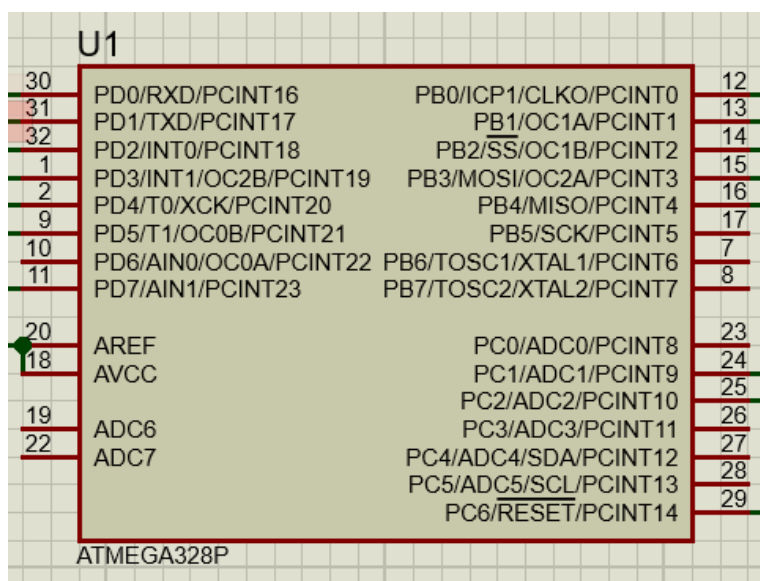 U1
30 PD0/RXD/PCINT16 PB0/ICP1/CLKO/PCINT0 12
31 PD1/TXD/PCINT17 PB1/OC1A/PCINT1 13
32 PD2/INT0/PCINT18 PB2/SS/OC1B/PCINT2 14
1 PD3/INT1/OC2B/PCINT19 PB3/MOSI/OC2A/PCINT3 15
2 PD4/T0/XCK/PCINT20 PB4/MISO/PCINT4 16
9 PD5/T1/OC0B/PCINT21 PB5/SCK/PCINT5 17
10 PD6/AIN0/OC0A/PCINT22 PB6/TOSC1/XTAL1/PCINT6 7
11 PD7/AIN1/PCINT23 PB7/TOSC2/XTAL2/PCINT7 8
20 AREF PC0/ADC0/PCINT8 23
18 AVCC PC1/ADC1/PCINT9 24
PC2/ADC2/PCINT10 25
19 ADC6 PC3/ADC3/PCINT11 26
22 ADC7 PC4/ADC4/SDA/PCINT12 27
PC5/ADC5/SCL/PCINT13 28
PC6/RESET/PCINT14 29
ATMEGA328P